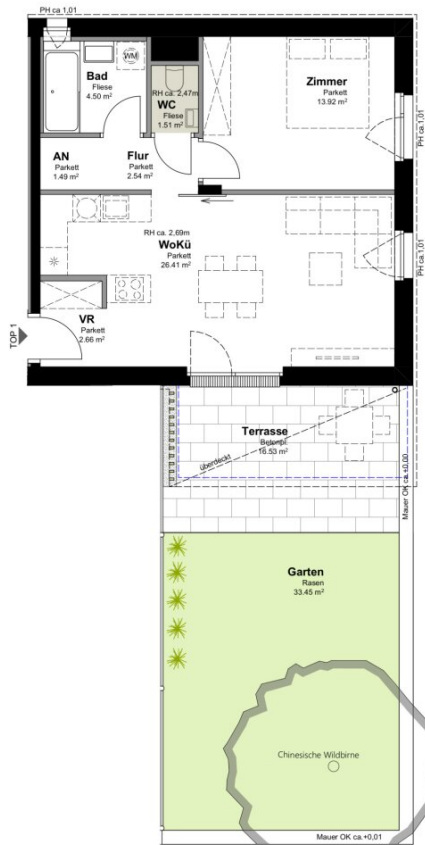 PH ca 1,01
Bad
Fliese
4.50 m²
WM
RH ca. 2,47m
WC
Fliese
1.51 m²
Zimmer
Parkett
13.92 m²
PH ca. 1,01
AN
Parkett
1.49 m²
Flur
Parkett
2.54 m²
RH ca. 2,69m
WoKü
Parkett
26.41 m²
PH ca. 1,01
TOP 1
VR
Parkett
2.66 m²
Terrasse
Betonpl.
16.53 m²
überdeckt
Mauer OK ca.+0,00
Garten
Rasen
33.45 m²
Chinesische Wildbirne
Mauer OK ca.+0,01